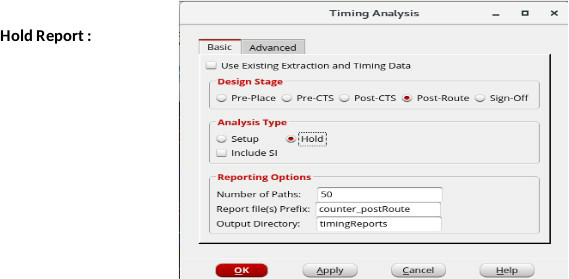 Timing Analysis
Hold Report :
Basic Advanced
Use Existing Extraction and Timing Data
Design Stage
Pre-Place Pre-CTS Post-CTS Post-Route Sign-Off
Analysis Type
Setup Hold
Include SI
Reporting Options
Number of Paths: 50
Report file(s) Prefix: counter_postRoute
Output Directory: timingReports
OK Apply Cancel Help